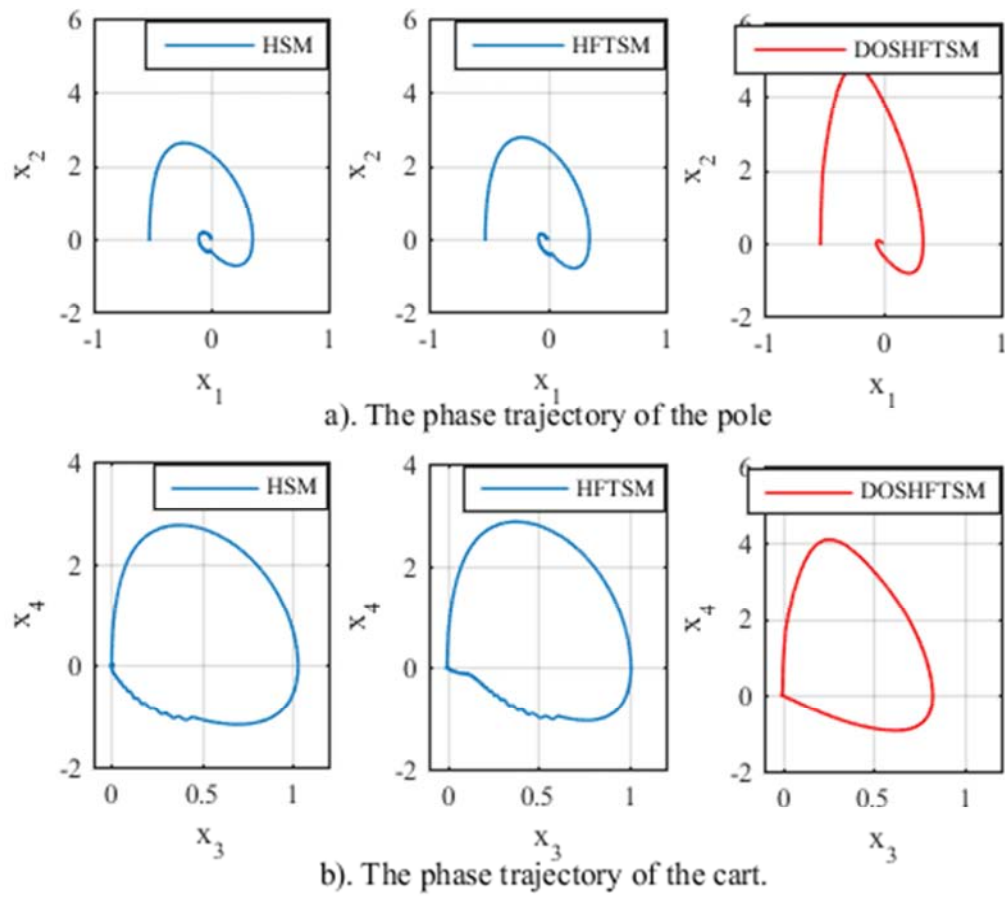 6
HSM
4
2
0
-2
-1
0
1
x₂
x₁
6
HFTSM
4
2
0
-2
-1
0
1
x₂
x₁
6
DOSHFTSM
4
2
0
-2
-1
0
1
x₂
x₁
a). The phase trajectory of the pole
4
HSM
2
0
-2
0
0.5
1
x₄
x₃
4
HFTSM
2
0
-2
0
0.5
1
x₄
x₃
6
DOSHFTSM
4
2
0
-2
0
0.5
1
x₄
x₃
b). The phase trajectory of the cart.